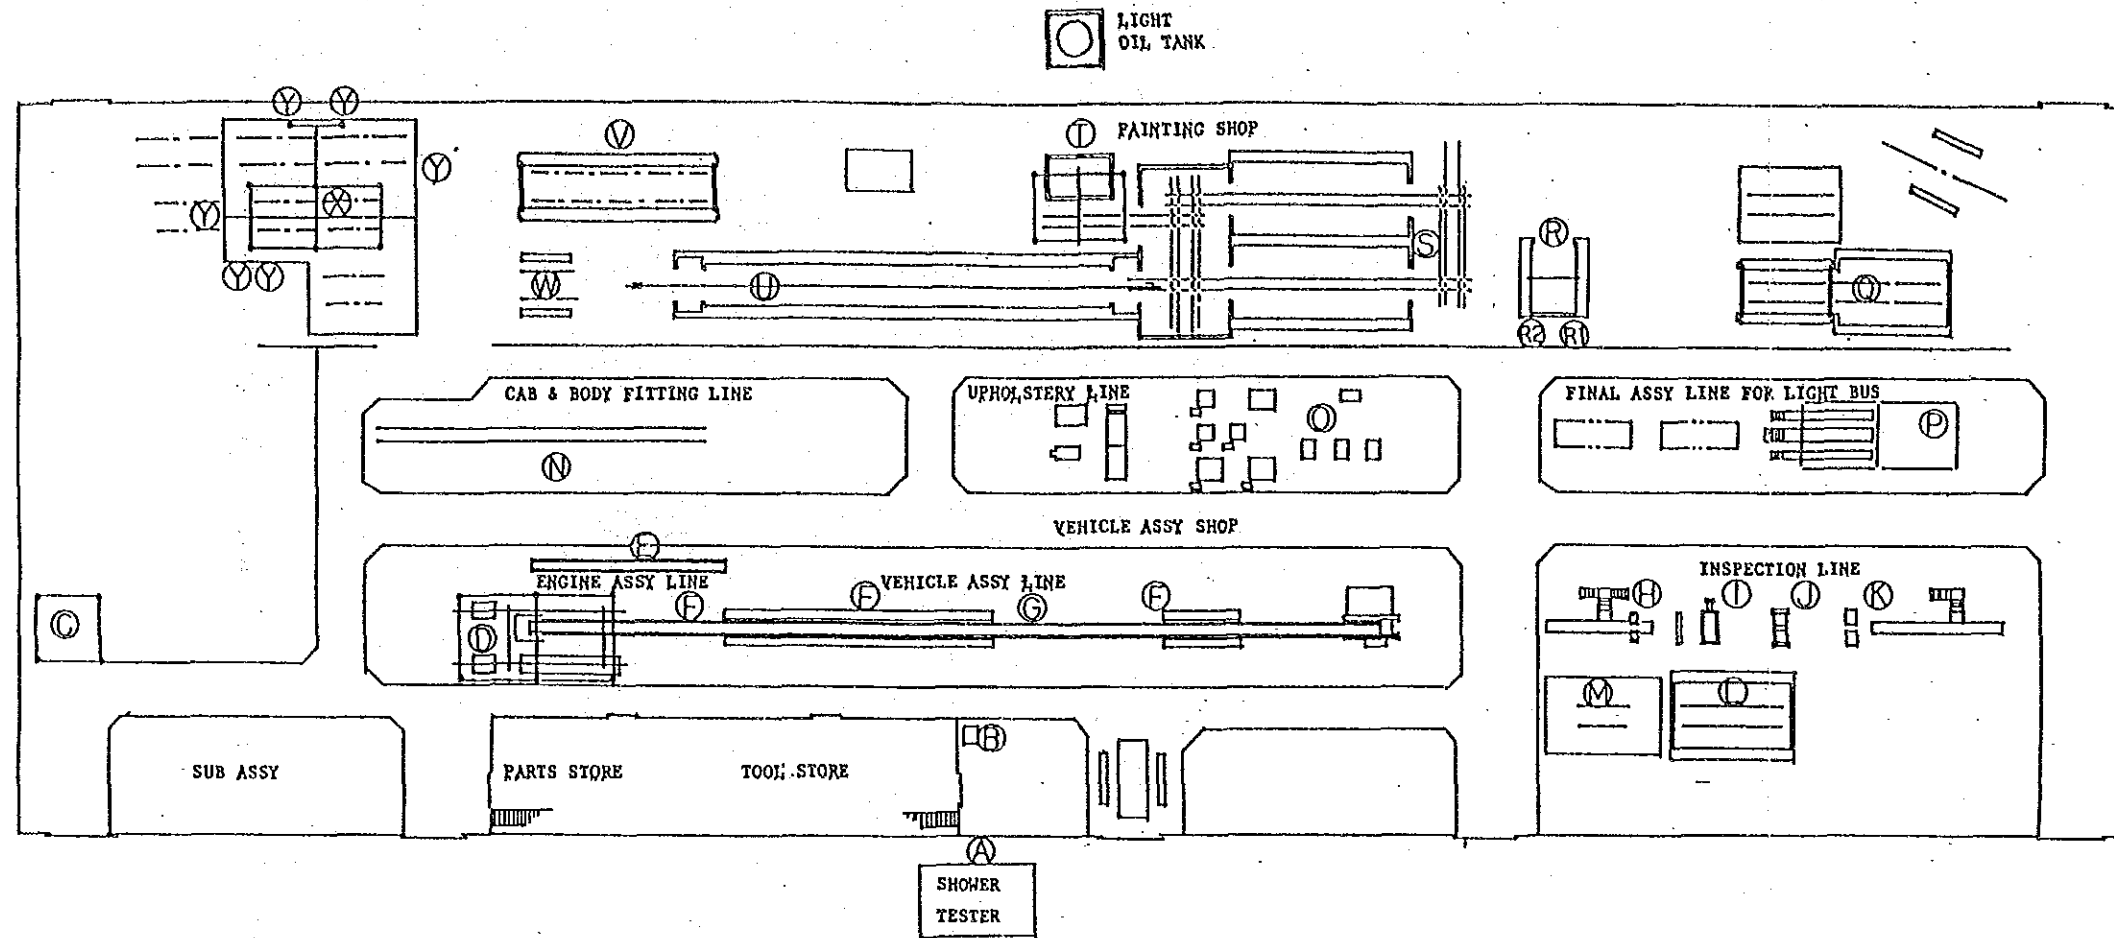 LIGHT
OIL TANK
Y Y
V
T PAINTING SHOP
Y
X
Y
S
R
Y Y
W
U
Q
R2 R1
CAB & BODY FITTING LINE
UPHOLSTERY LINE
FINAL ASSY LINE FOR LIGHT BUS
O
P
N
VEHICLE ASSY SHOP
E
ENGINE ASSY LINE
VEHICLE ASSY LINE
INSPECTION LINE
F
F
G
F
H
I
J
K
C
D
M
L
B
SUB ASSY
PARTS STORE
TOOL STORE
A
SHOWER
TESTER